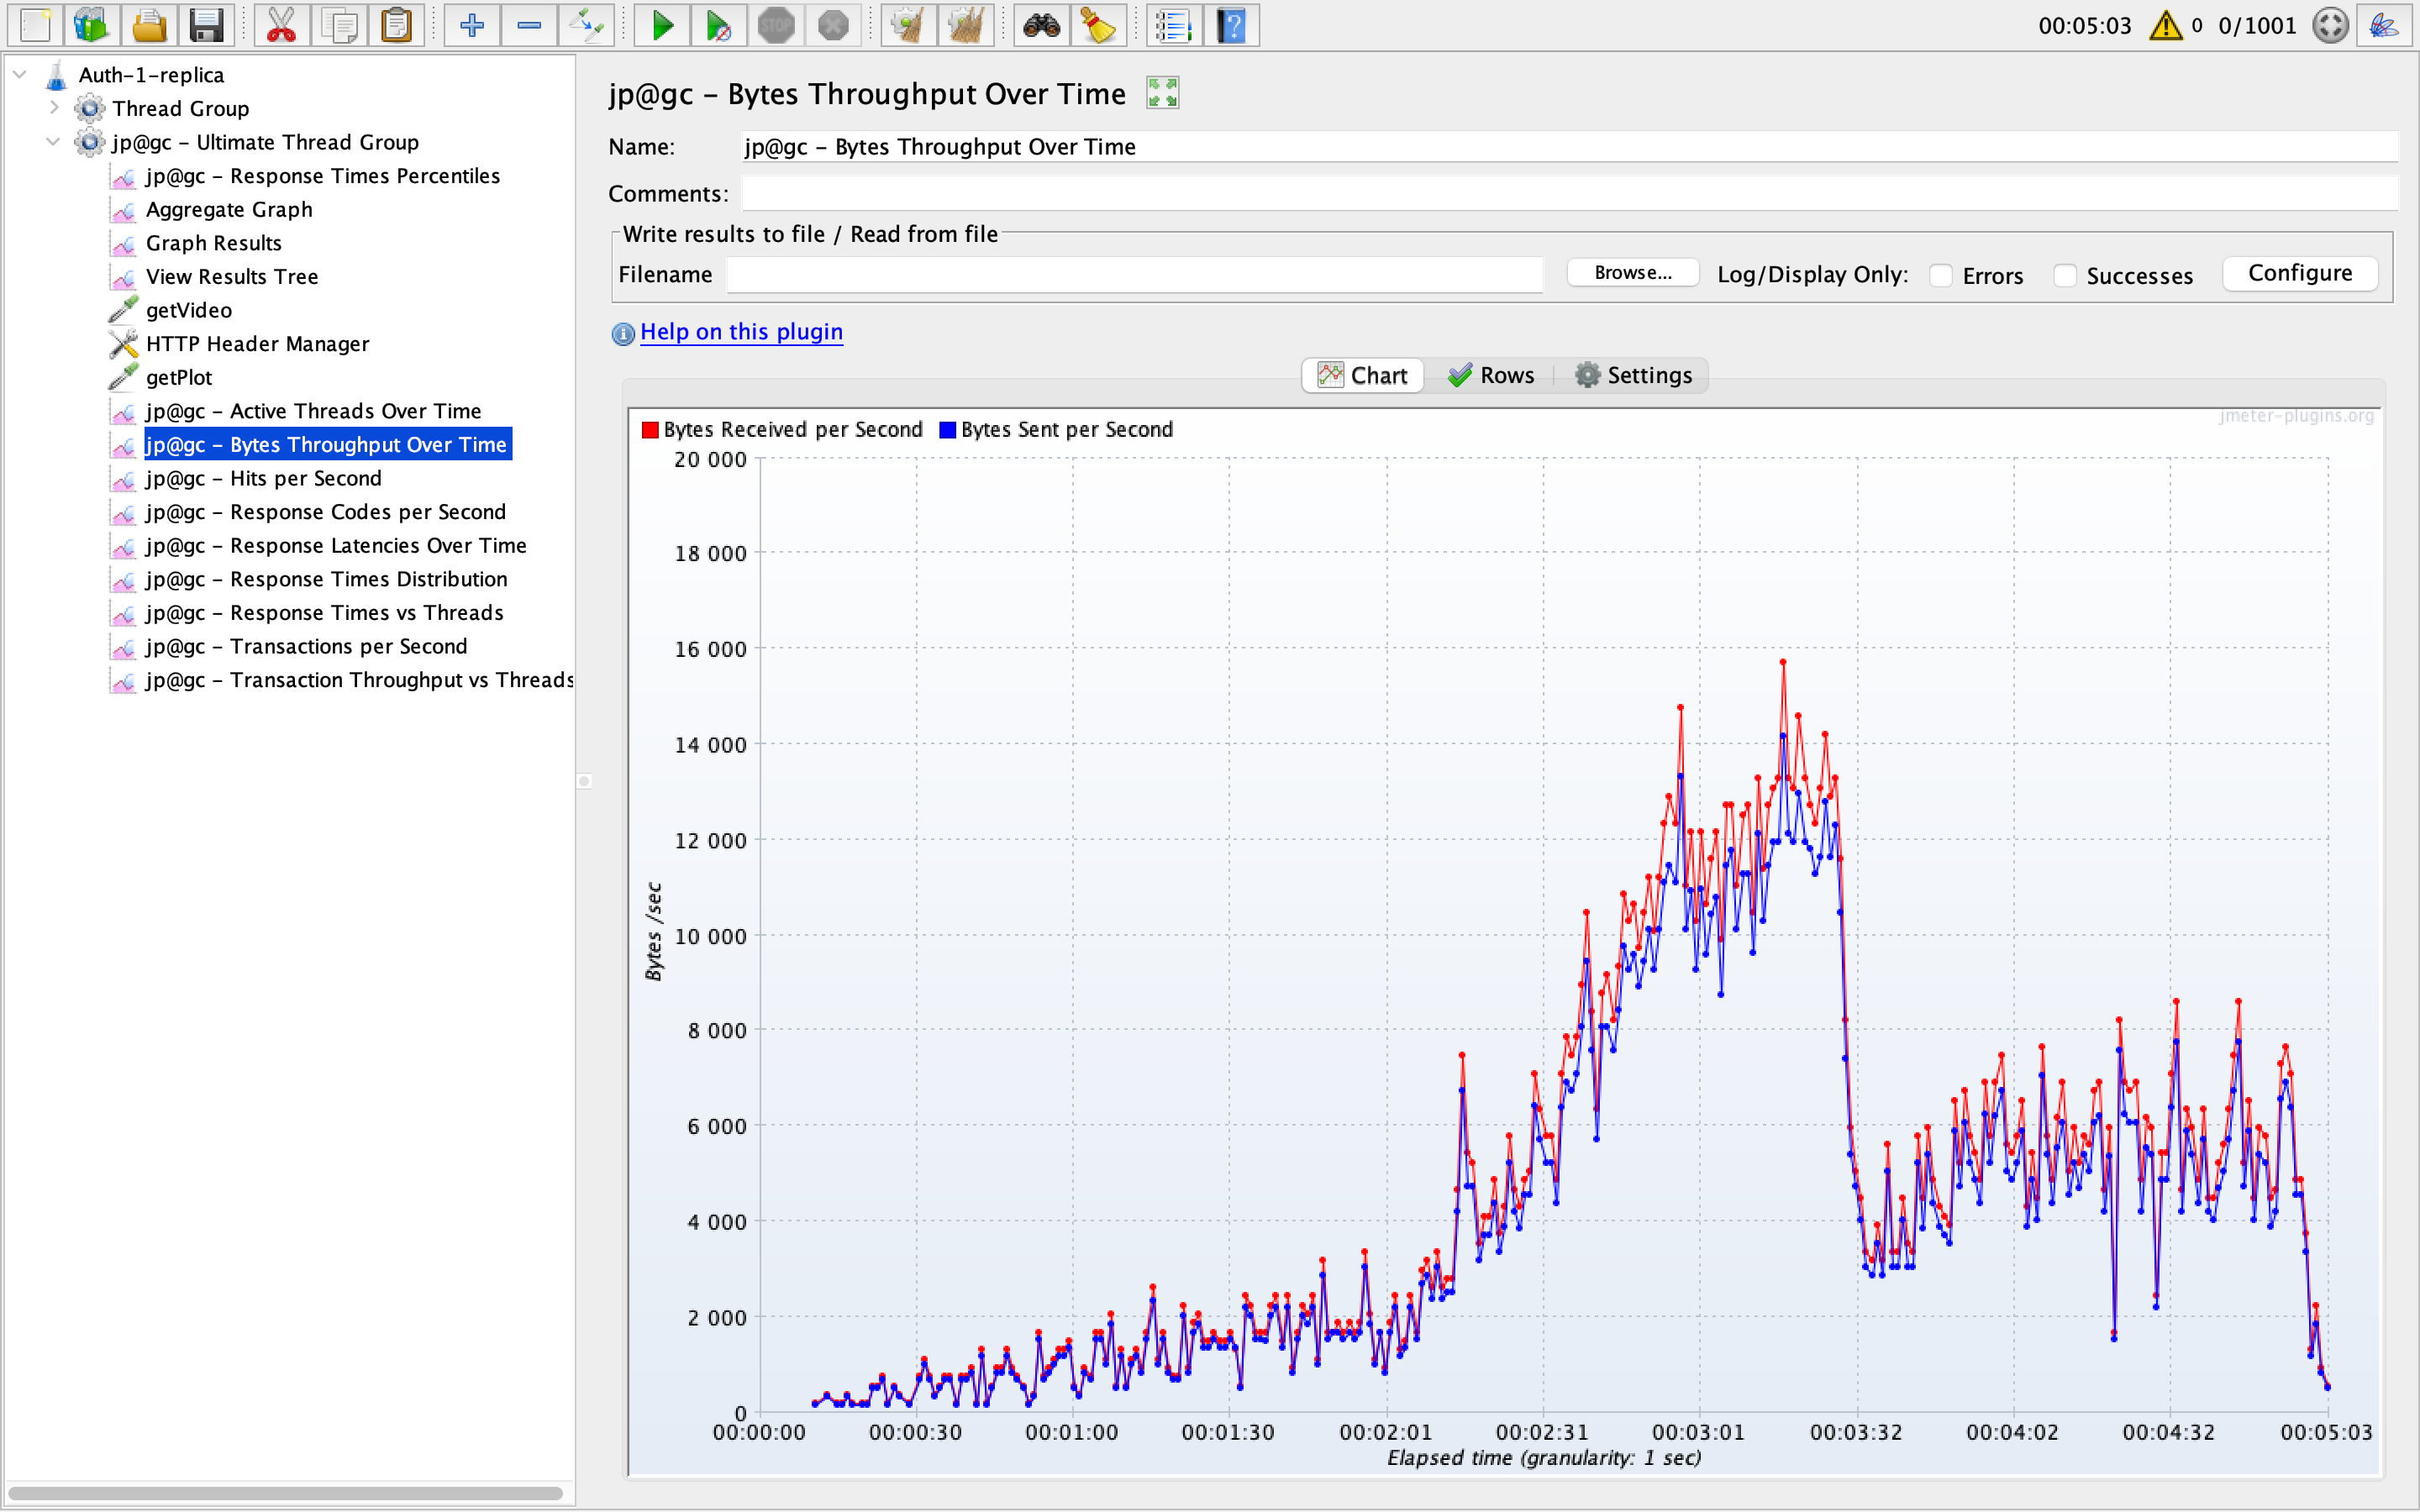 STOP
00:05:03 0 0/1001
Auth-1-replica
Thread Group
jp@gc - Ultimate Thread Group
jp@gc - Response Times Percentiles
Aggregate Graph
Graph Results
View Results Tree
getVideo
HTTP Header Manager
getPlot
jp@gc - Active Threads Over Time
jp@gc - Bytes Throughput Over Time
jp@gc - Hits per Second
jp@gc - Response Codes per Second
jp@gc - Response Latencies Over Time
jp@gc - Response Times Distribution
jp@gc - Response Times vs Threads
jp@gc - Transactions per Second
jp@gc - Transaction Throughput vs Threads
jp@gc - Bytes Throughput Over Time
Name: jp@gc - Bytes Throughput Over Time
Comments:
Write results to file / Read from file
Filename Browse... Log/Display Only: Errors Successes Configure
Help on this plugin
Chart Rows Settings
jmeter-plugins.org
Bytes Received per Second Bytes Sent per Second
20 000
18 000
16 000
14 000
12 000
10 000
8 000
6 000
4 000
2 000
0
Bytes /sec
00:00:00 00:00:30 00:01:00 00:01:30 00:02:01 00:02:31 00:03:01 00:03:32 00:04:02 00:04:32 00:05:03
Elapsed time (granularity: 1 sec)